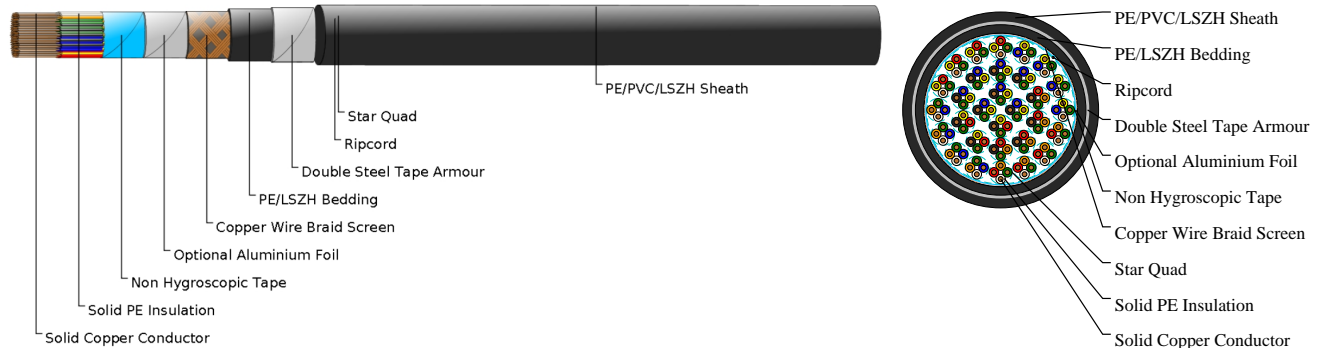 PE/PVC/LSZH Sheath
Star Quad
Ripcord
Double Steel Tape Armour
PE/LSZH Bedding
Copper Wire Braid Screen
Optional Aluminium Foil
Non Hygroscopic Tape
Solid PE Insulation
Solid Copper Conductor
PE/PVC/LSZH Sheath
PE/LSZH Bedding
Ripcord
Double Steel Tape Armour
Optional Aluminium Foil
Non Hygroscopic Tape
Copper Wire Braid Screen
Star Quad
Solid PE Insulation
Solid Copper Conductor